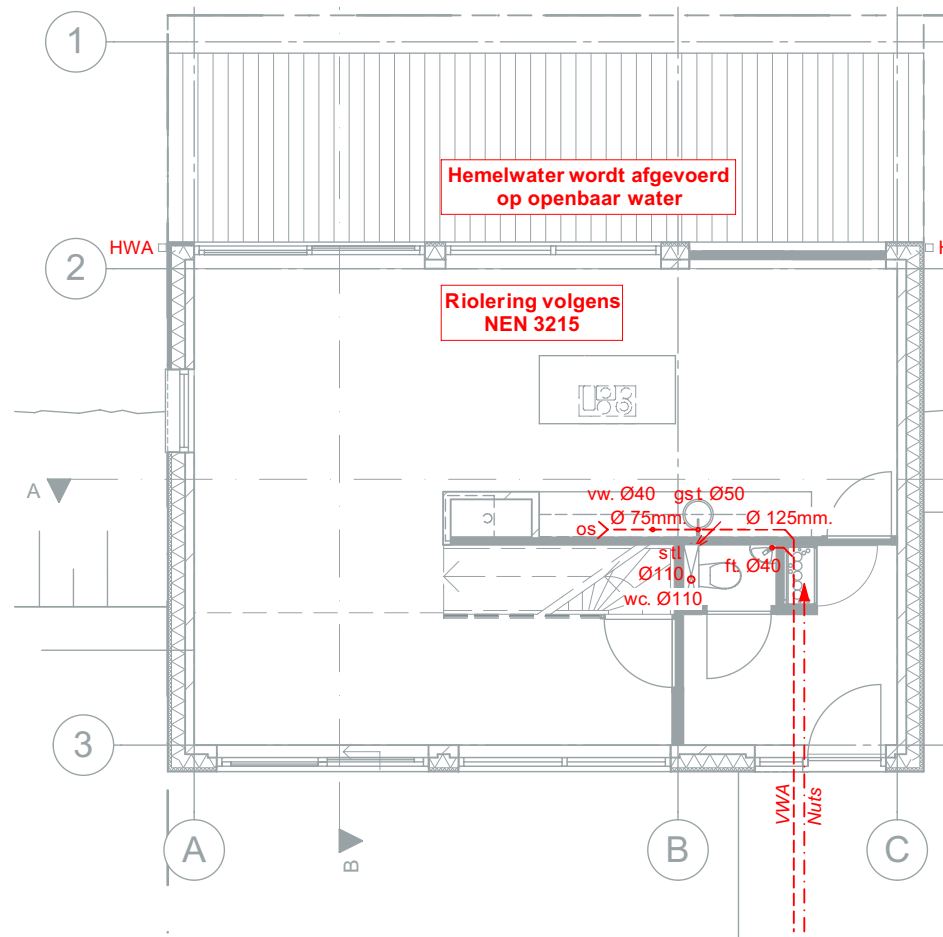 1
Hemelwater wordt afgevoerd
op openbaar water
HWA
H
2
Riolering volgens
NEN 3215
A
vw. Ø40 gst Ø50
os Ø 75mm. Ø 125mm.
stl
Ø110 ft. Ø40
wc. Ø110
3
VWA
Nuts
A
B
B
C